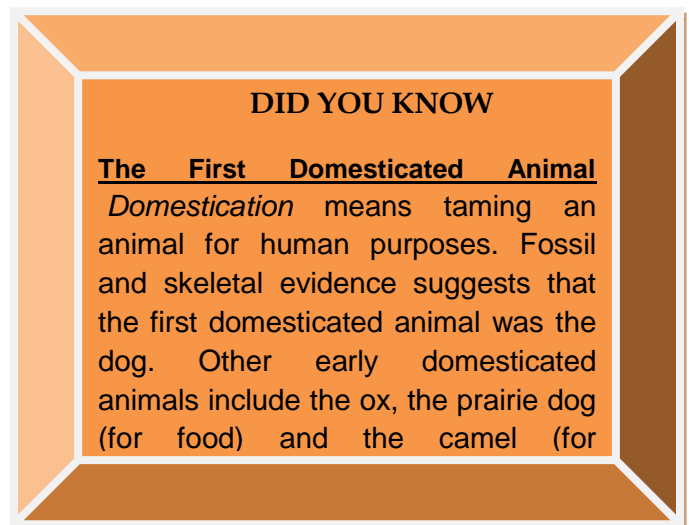 DID YOU KNOW
The First Domesticated Animal
Domestication means taming an
animal for human purposes. Fossil
and skeletal evidence suggests that
the first domesticated animal was the
dog. Other early domesticated
animals include the ox, the prairie dog
(for food) and the camel (for